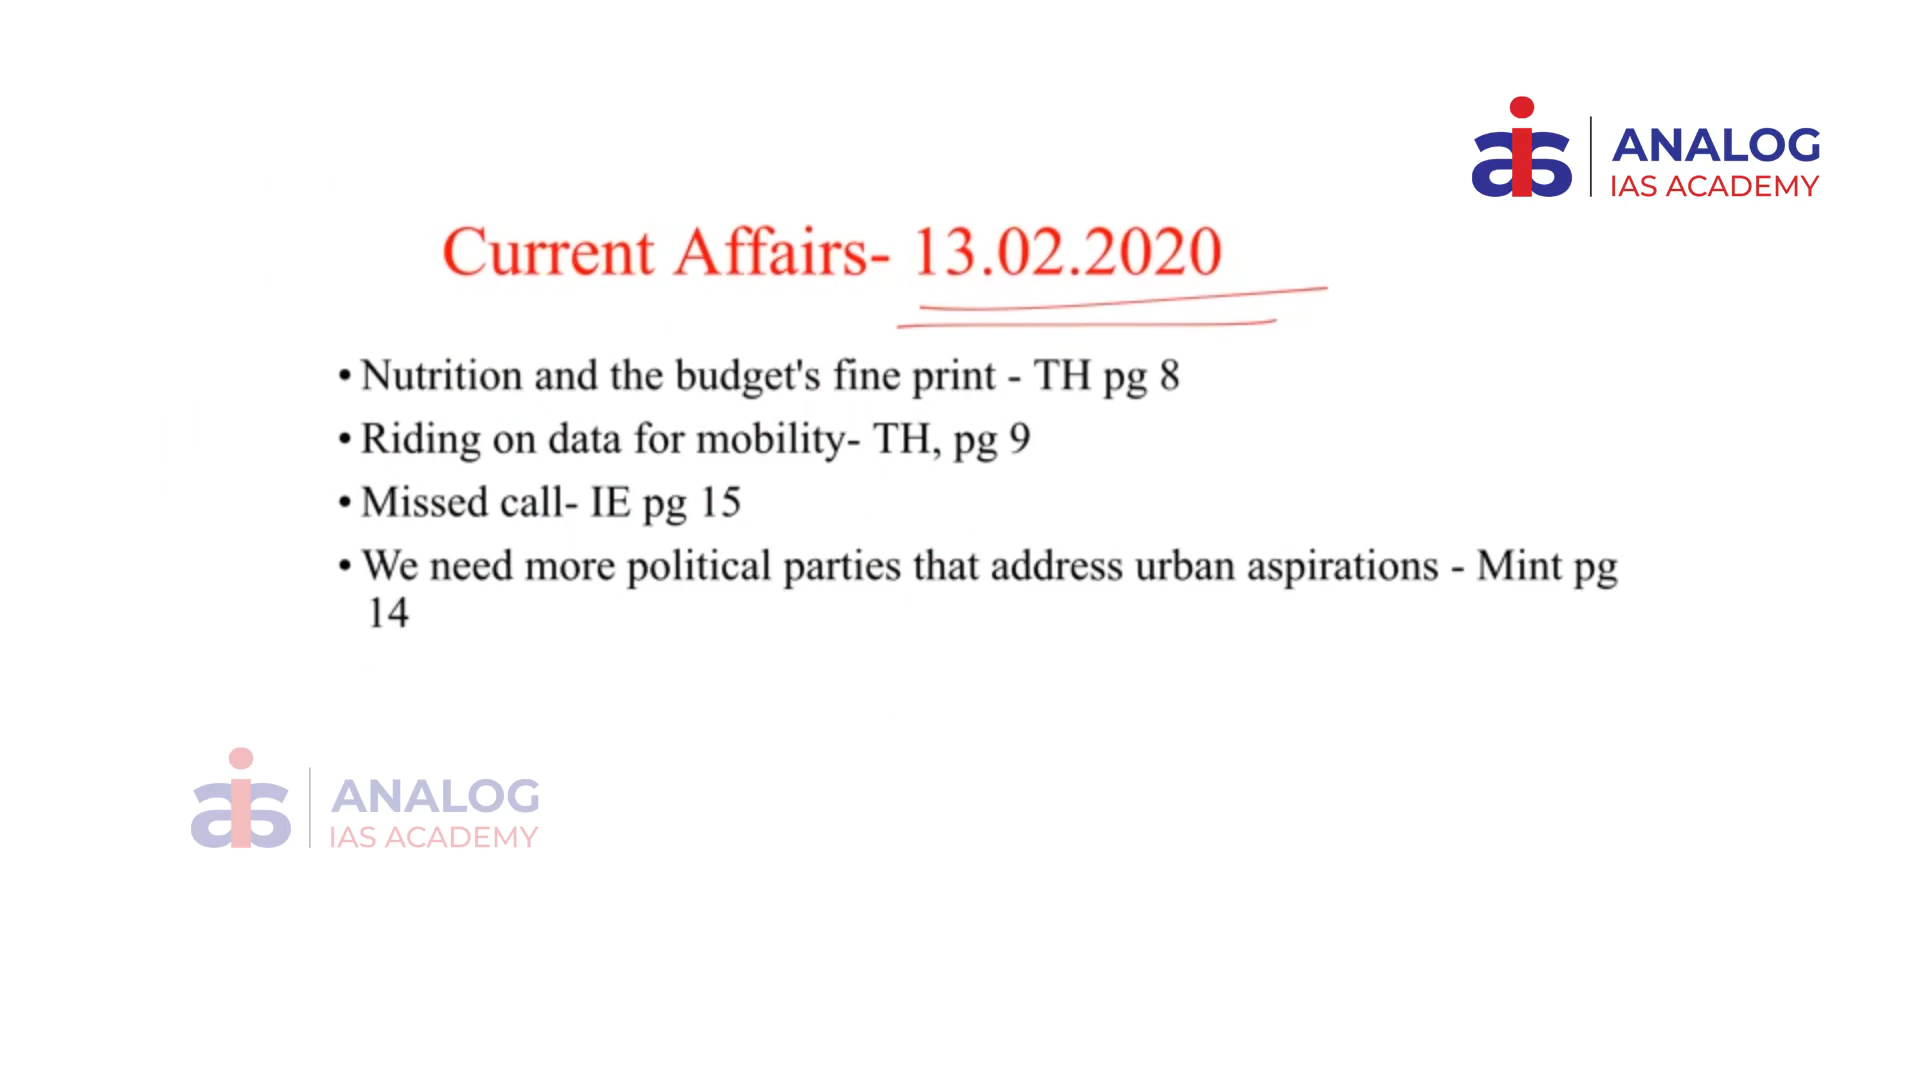 ANALOG
IAS ACADEMY
Current Affairs- 13.02.2020
• Nutrition and the budget's fine print - TH pg 8
• Riding on data for mobility- TH, pg 9
• Missed call- IE pg 15
• We need more political parties that address urban aspirations - Mint pg
14
ANALOG
IAS ACADEMY